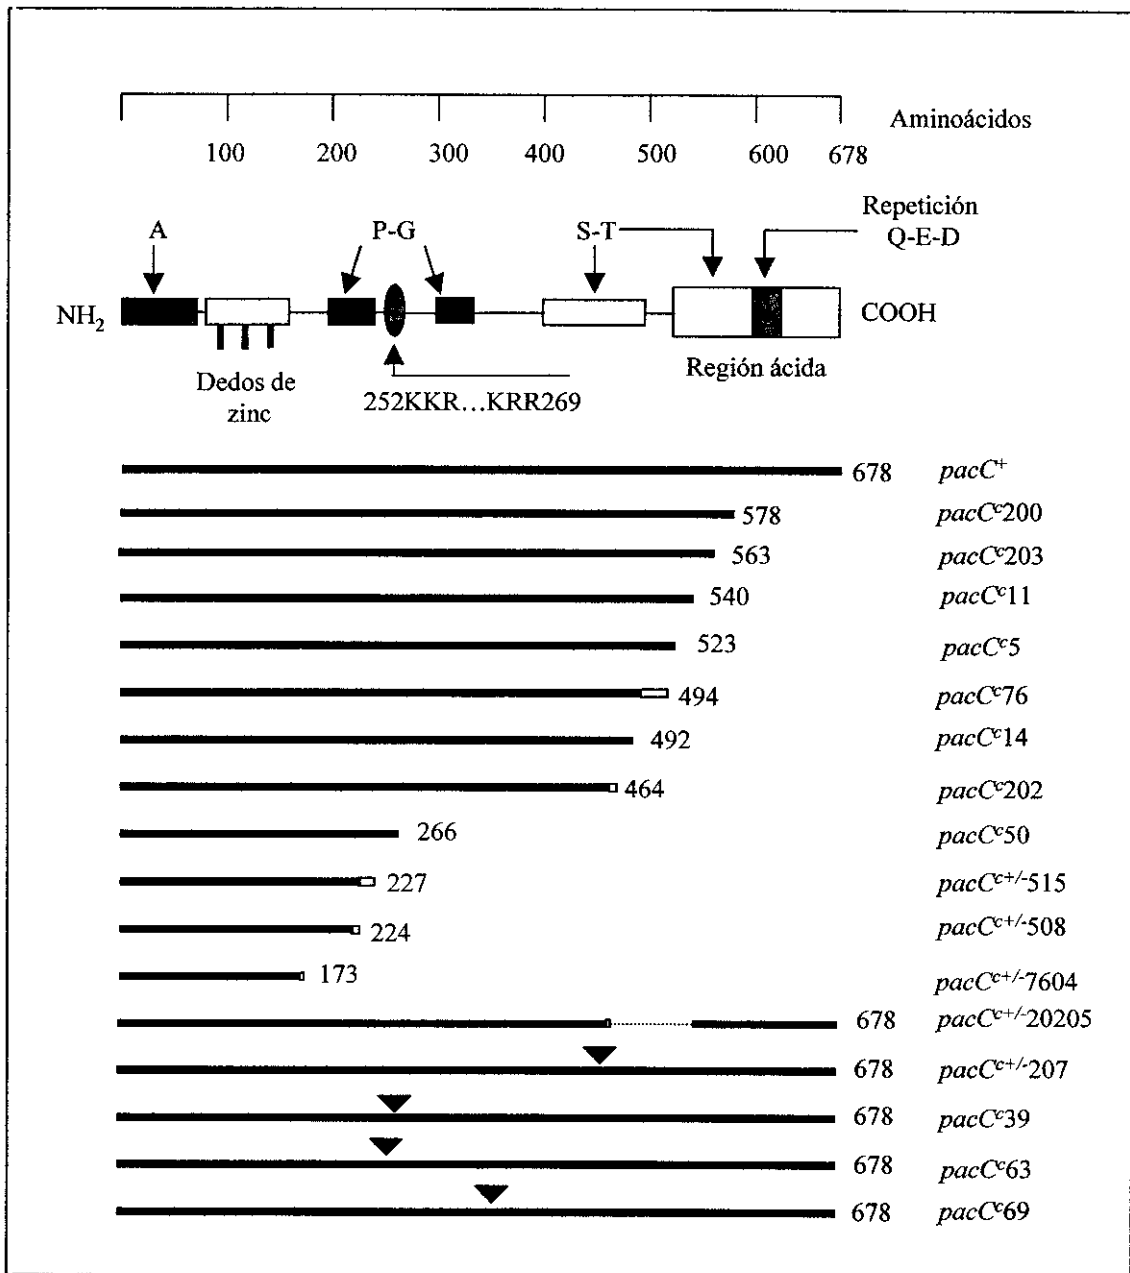 Aminoácidos
100 200 300 400 500 600 678
Repetición
Q-E-D
A P-G S-T
NH₂ COOH
Región ácida
Dedos de
zinc
252KKR...KRR269
678 pacC⁺
578 pacCᶜ200
563 pacCᶜ203
540 pacCᶜ11
523 pacCᶜ5
494 pacCᶜ76
492 pacCᶜ14
464 pacCᶜ202
266 pacCᶜ50
227 pacCᶜ⁺/⁻515
224 pacCᶜ⁺/⁻508
173 pacCᶜ⁺/⁻7604
678 pacCᶜ⁺/⁻20205
678 pacCᶜ⁺/⁻207
678 pacCᶜ39
678 pacCᶜ63
678 pacCᶜ69